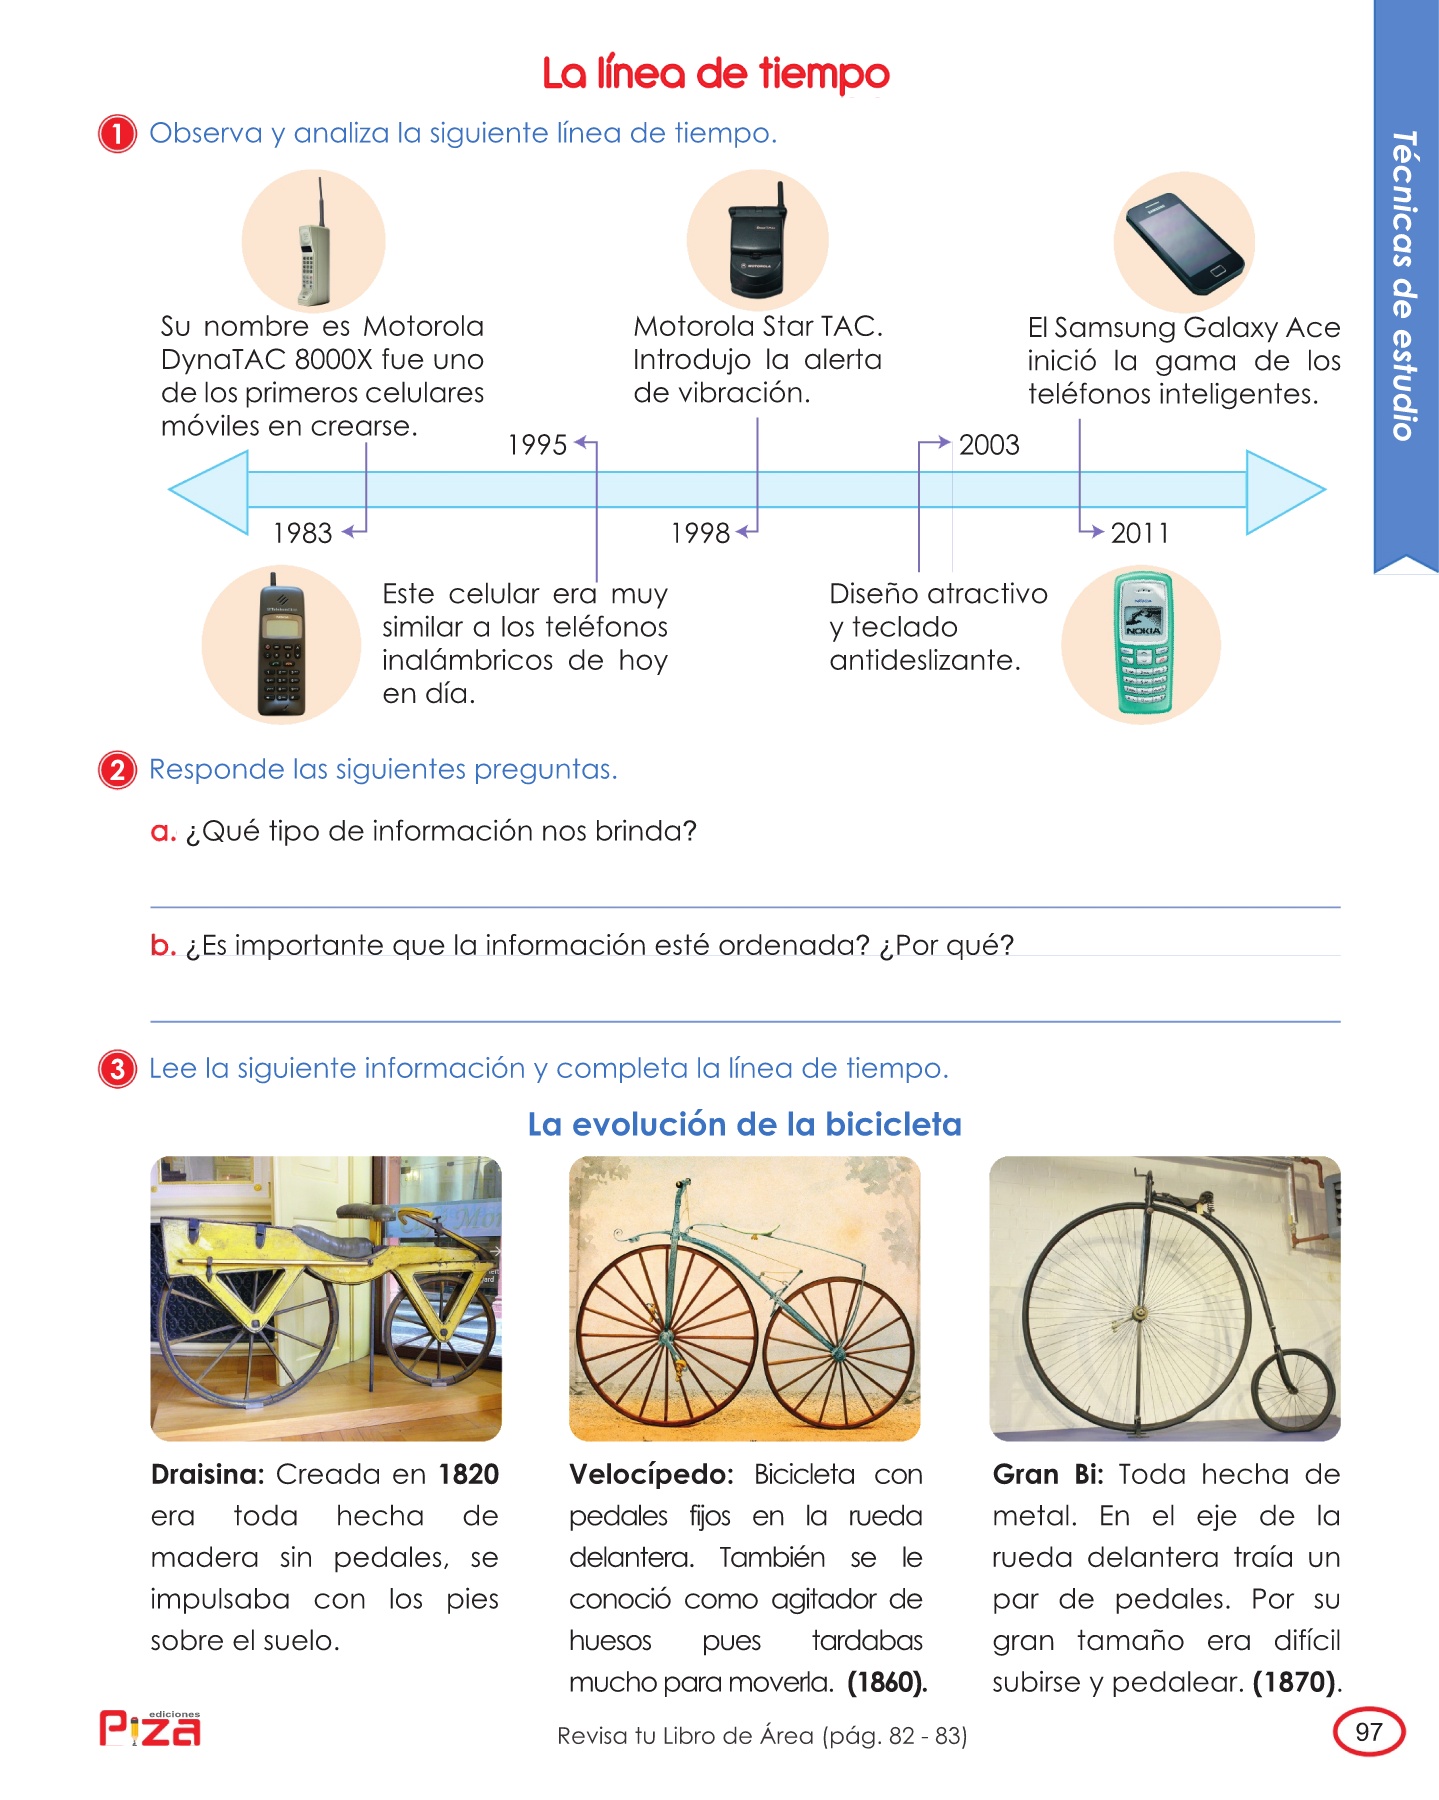 La línea de tiempo
Técnicas de estudio
1 Observa y analiza la siguiente línea de tiempo.
Su nombre es Motorola
DynaTAC 8000X fue uno
de los primeros celulares
móviles en crearse.
Motorola Star TAC.
Introdujo la alerta
de vibración.
El Samsung Galaxy Ace
inició la gama de los
teléfonos inteligentes.
1995
2003
1983
1998
2011
Este celular era muy
similar a los teléfonos
inalámbricos de hoy
en día.
Diseño atractivo
y teclado
antideslizante.
NOKIA
2 Responde las siguientes preguntas.
a. ¿Qué tipo de información nos brinda?
b. ¿Es importante que la información esté ordenada? ¿Por qué?
3 Lee la siguiente información y completa la línea de tiempo.
La evolución de la bicicleta
Draisina: Creada en 1820
era toda hecha de
madera sin pedales, se
impulsaba con los pies
sobre el suelo.
Velocípedo: Bicicleta con
pedales fijos en la rueda
delantera. También se le
conoció como agitador de
huesos pues tardabas
mucho para moverla. (1860).
Gran Bi: Toda hecha de
metal. En el eje de la
rueda delantera traía un
par de pedales. Por su
gran tamaño era difícil
subirse y pedalear. (1870).
ediciones
Piza
Revisa tu Libro de Área (pág. 82 - 83)
97